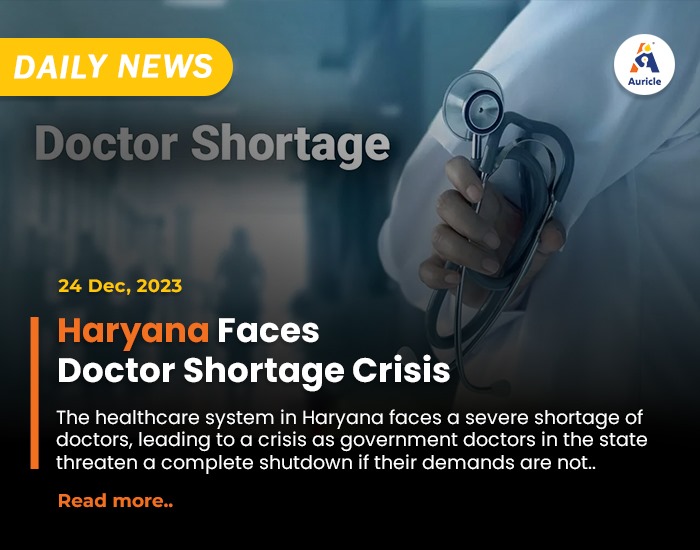 DAILY NEWS
Auricle
Doctor Shortage
24 Dec, 2023
Haryana Faces
Doctor Shortage Crisis
The healthcare system in Haryana faces a severe shortage of
doctors, leading to a crisis as government doctors in the state
threaten a complete shutdown if their demands are not..
Read more..